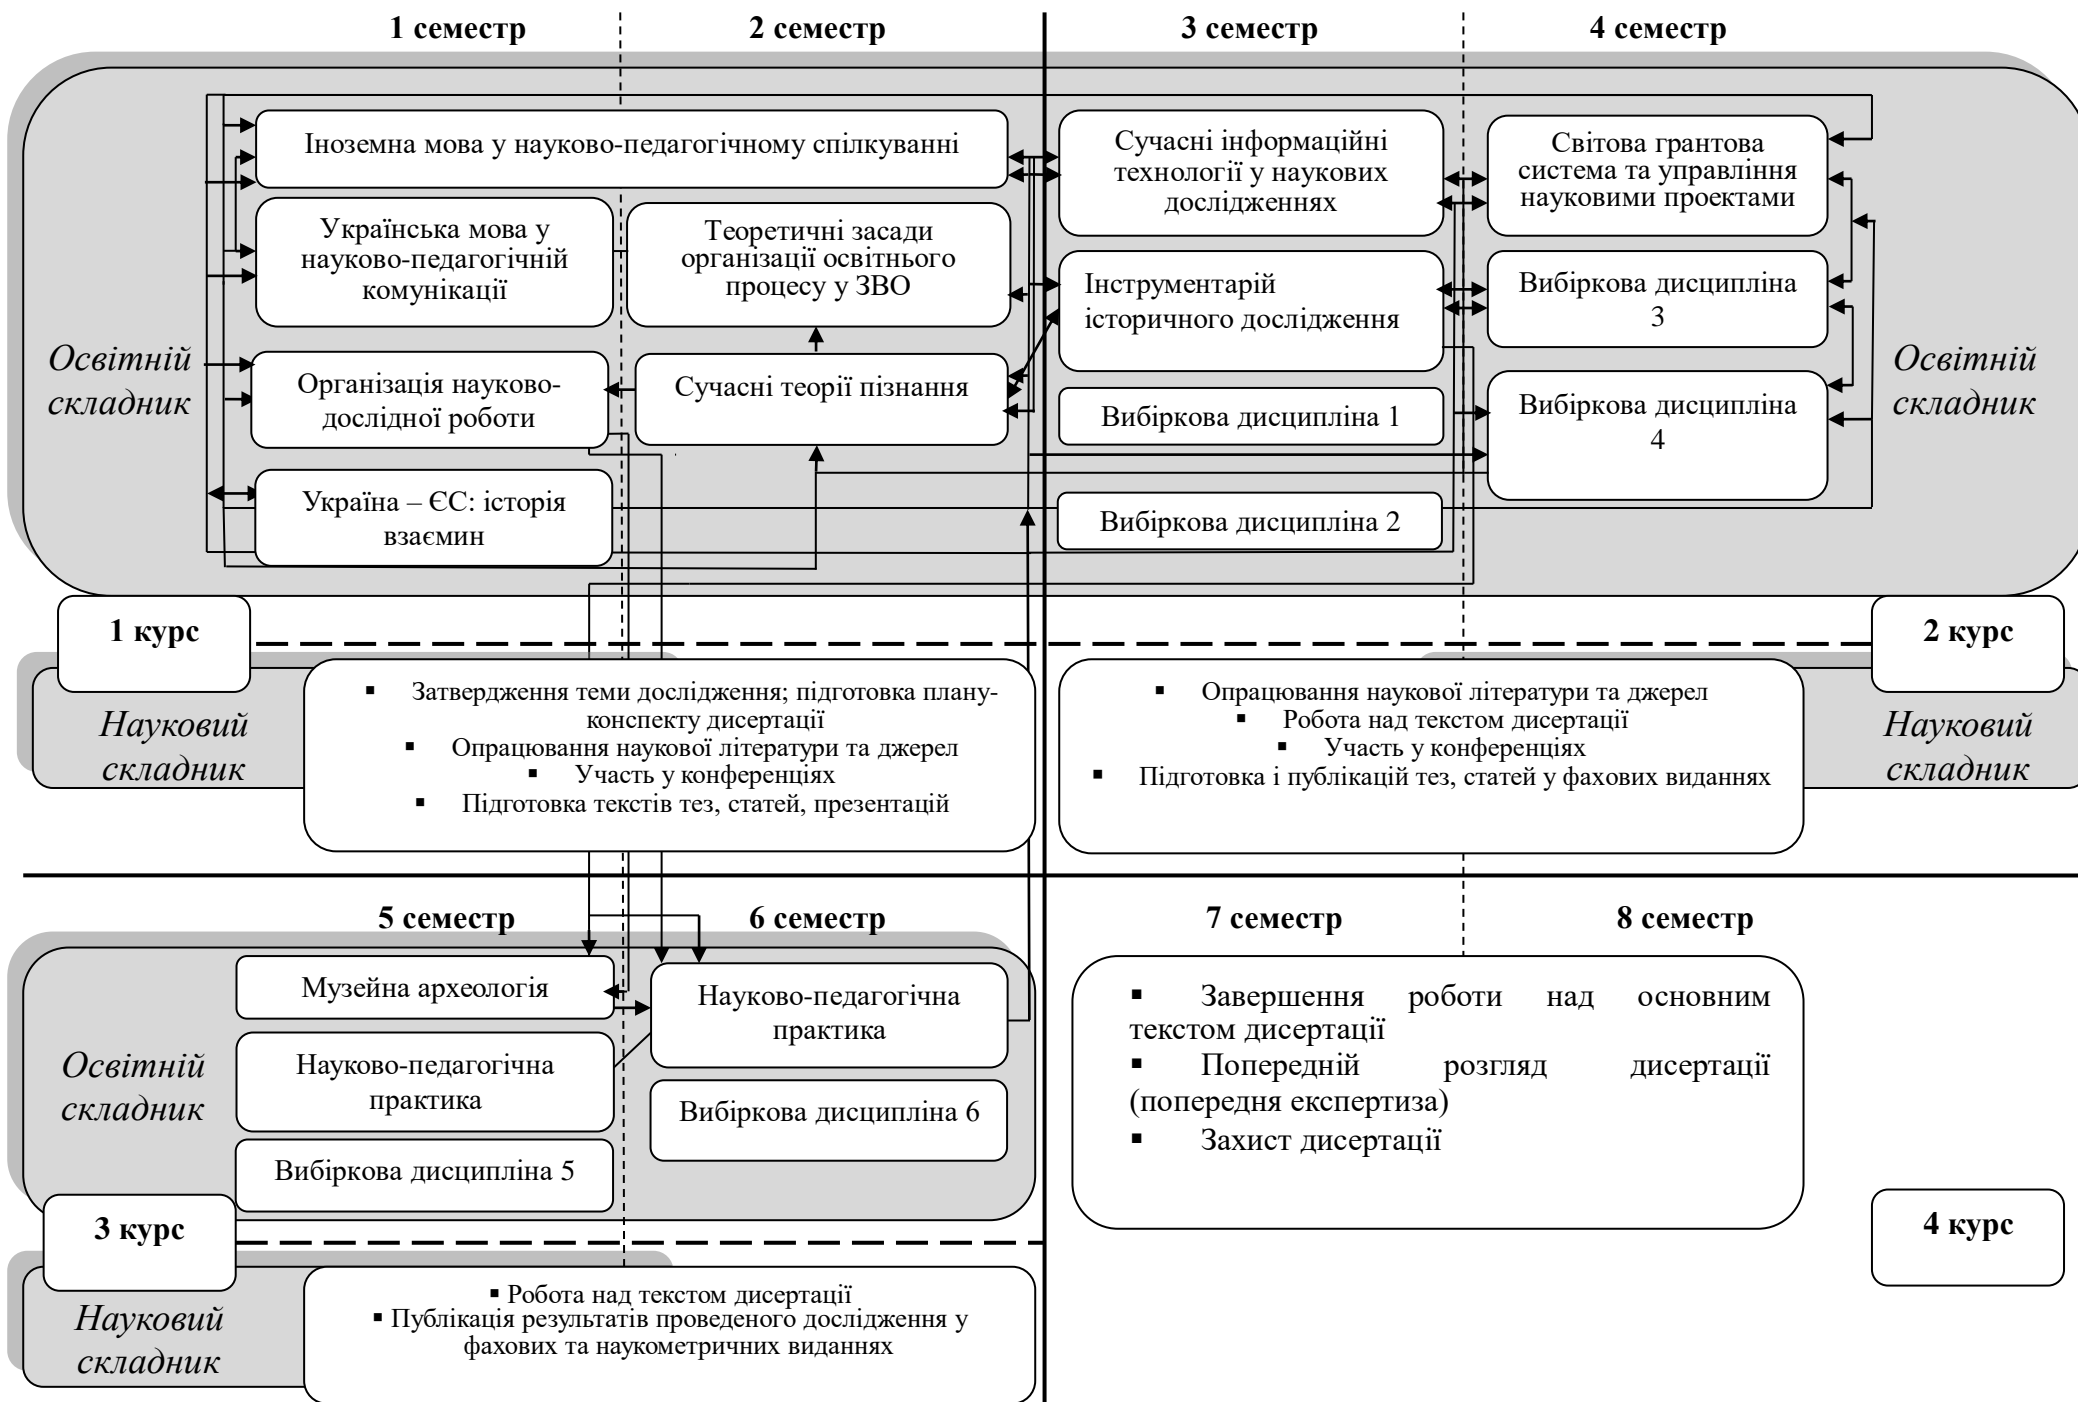 1 семестр
2 семестр
3 семестр
4 семестр
Іноземна мова у науково-педагогічному спілкуванні
Сучасні інформаційні
технології у наукових
дослідженнях
Світова грантова
система та управління
науковими проектами
Українська мова у
науково-педагогічній
комунікації
Теоретичні засади
організації освітнього
процесу у ЗВО
Інструментарій
історичного дослідження
Вибіркова дисципліна
3
Освітній
складник
Організація науково-
дослідної роботи
Сучасні теорії пізнання
Вибіркова дисципліна 1
Вибіркова дисципліна
4
Освітній
складник
Україна – ЄС: історія
взаємин
Вибіркова дисципліна 2
1 курс
2 курс
Науковий
складник
▪ Затвердження теми дослідження; підготовка плану-
конспекту дисертації
▪ Опрацювання наукової літератури та джерел
▪ Участь у конференціях
▪ Підготовка текстів тез, статей, презентацій
▪ Опрацювання наукової літератури та джерел
▪ Робота над текстом дисертації
▪ Участь у конференціях
▪ Підготовка і публікацій тез, статей у фахових виданнях
Науковий
складник
5 семестр
6 семестр
7 семестр
8 семестр
Освітній
складник
Музейна археологія
Науково-педагогічна
практика
Вибіркова дисципліна 5
Науково-педагогічна
практика
Вибіркова дисципліна 6
▪ Завершення роботи над основним
текстом дисертації
▪ Попередній розгляд дисертації
(попередня експертиза)
▪ Захист дисертації
3 курс
4 курс
Науковий
складник
▪ Робота над текстом дисертації
▪ Публікація результатів проведеного дослідження у
фахових та наукометричних виданнях